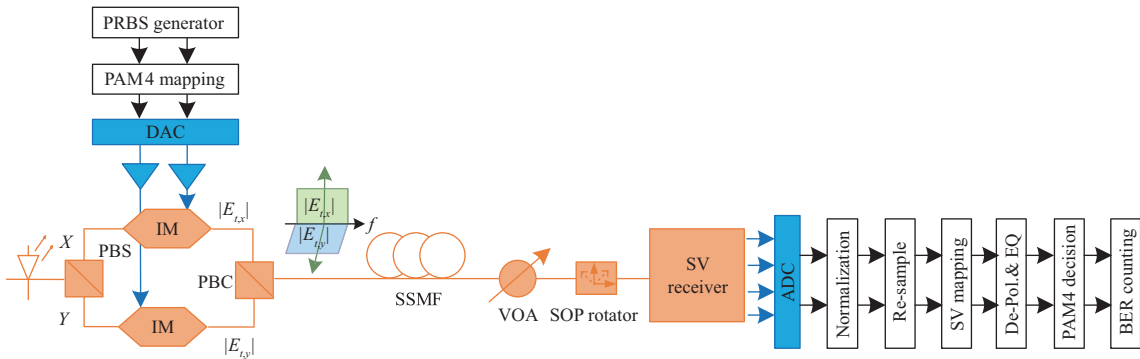 PRBS generator
PAM4 mapping
DAC
IM
|E_{t,x}|
|E_{t,x}|
|E_{t,y}|
f
X
PBS
PBC
Y
IM
|E_{t,y}|
SSMF
VOA
SOP rotator
SV
receiver
ADC
Normalization
Re-sample
SV mapping
De-Pol.& EQ
PAM4 decision
BER counting